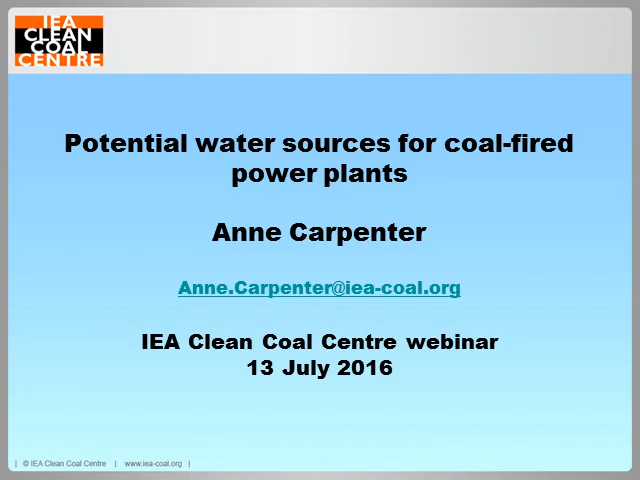 IEA
CLEAN
COAL
CENTRE
Potential water sources for coal-fired
power plants
Anne Carpenter
Anne.Carpenter@iea-coal.org
IEA Clean Coal Centre webinar
13 July 2016
| © IEA Clean Coal Centre | www.iea-coal.org |